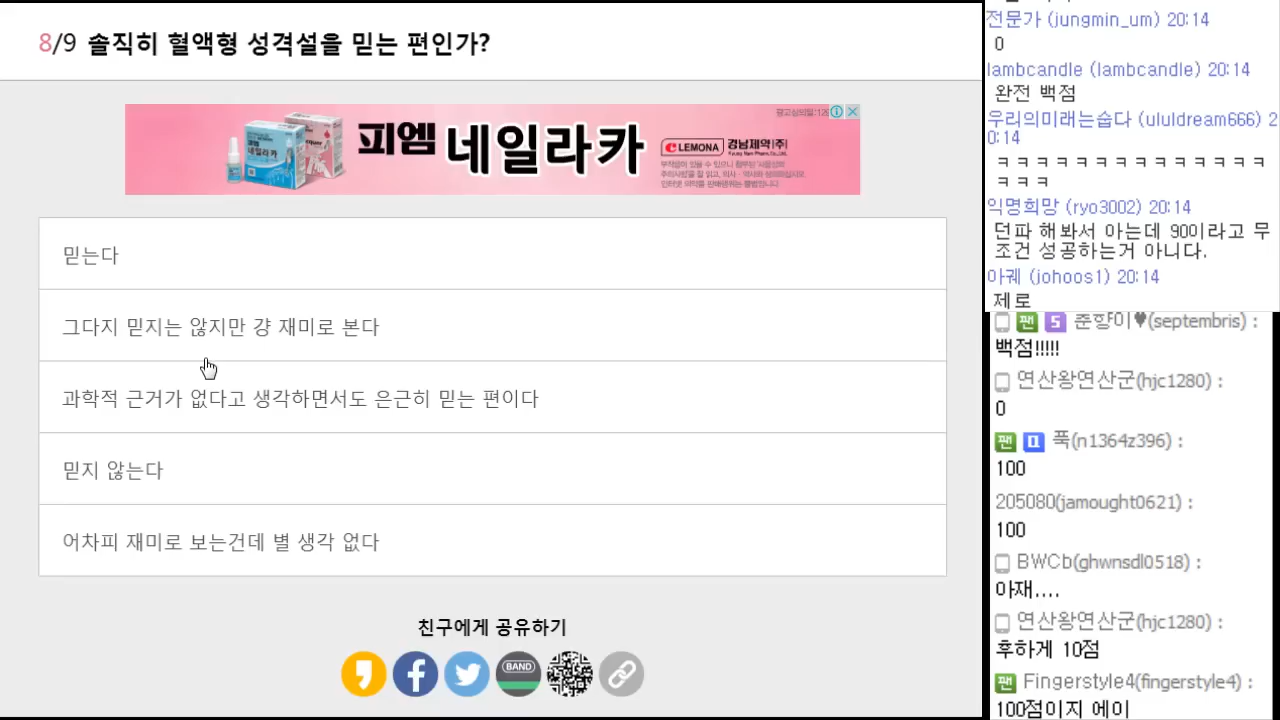 8/9 솔직히 혈액형 성격설을 믿는 편인가?
피엠 네일라카
LEMONA 경남제약(주)
믿는다
그다지 믿지는 않지만 걍 재미로 본다
과학적 근거가 없다고 생각하면서도 은근히 믿는 편이다
믿지 않는다
어차피 재미로 보는건데 별 생각 없다
친구에게 공유하기
BAND
전문가 (jungmin_um) 20:14
0
lambcandle (lambcandle) 20:14
완전 백점
우리의미래는숍다 (ululdream666) 2
0:14
ㅋㅋㅋㅋㅋㅋㅋㅋㅋㅋㅋㅋㅋㅋ
ㅋㅋㅋ
익명희망 (ryo3002) 20:14
던파 해봐서 아는데 90이라고 무
조건 성공하는거 아니다.
아궤 (johoos1) 20:14
제로
팬 S 춘향이♥(septembris) :
백점!!!!!
연산왕연산군(hjc1280) :
0
팬 푹(n1364z396) :
100
205080(jamought0621) :
100
BWCb(ghwnsdl0518) :
아재....
연산왕연산군(hjc1280) :
후하게 10점
팬 Fingerstyle4(fingerstyle4) :
100점이지 에이